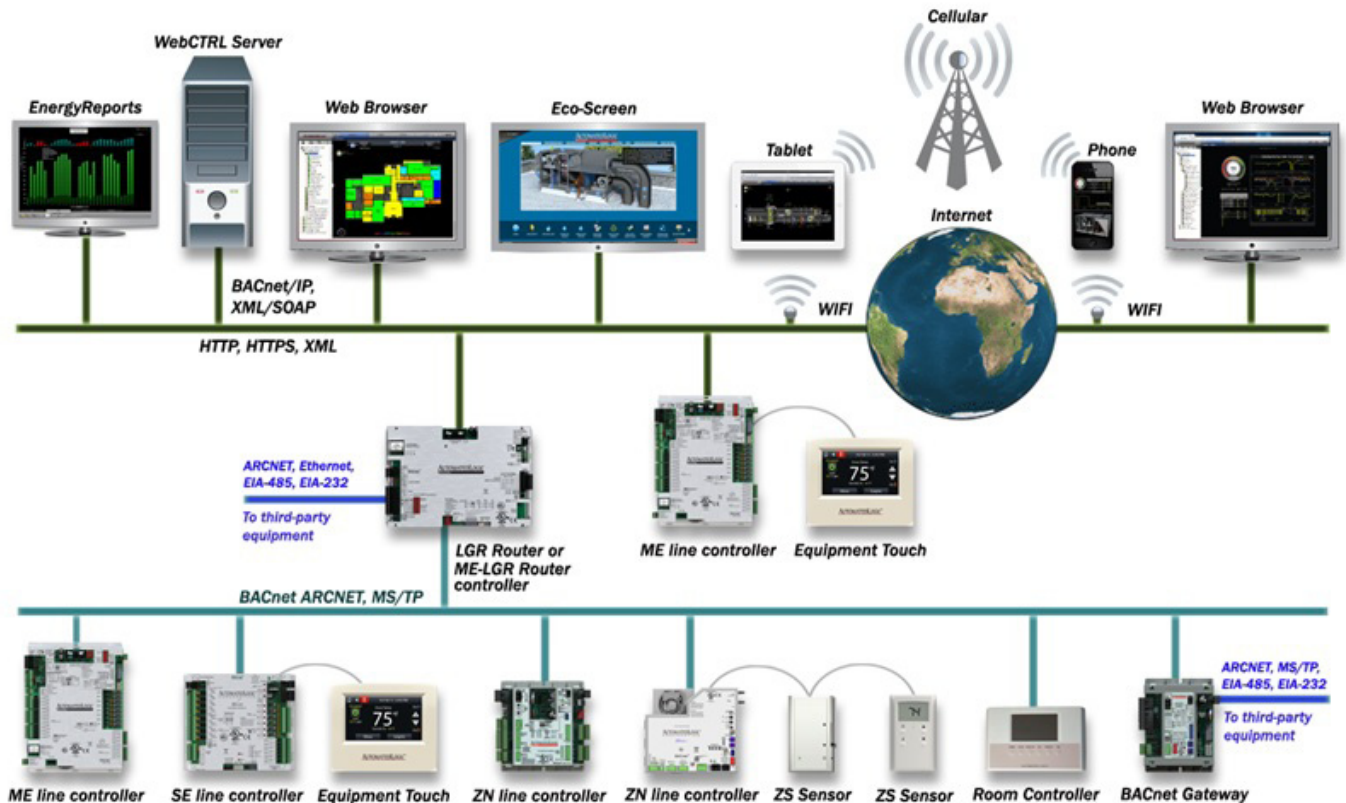 Cellular
WebCTRL Server
EnergyReports
Web Browser
Eco-Screen
Tablet
Phone
Web Browser
Internet
BACnet/IP,
XML/SOAP
WIFI
WIFI
HTTP, HTTPS, XML
ARCNET, Ethernet,
EIA-485, EIA-232
To third-party
equipment
75°
AUTOMATEDLOGIC
LGR Router or
ME-LGR Router
controller
ME line controller
Equipment Touch
BACnet ARCNET, MS/TP
75°
AUTOMATEDLOGIC
74
ARCNET, MS/TP,
EIA-485, EIA-232
To third-party
equipment
ME line controller
SE line controller
Equipment Touch
ZN line controller
ZN line controller
ZS Sensor
ZS Sensor
Room Controller
BACnet Gateway